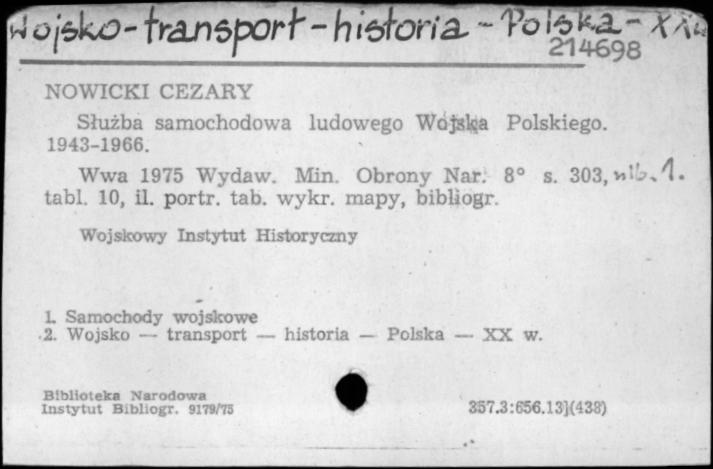 Wojsko-transport-historia - Polska - XX w
214698
NOWICKI CEZARY
Służba samochodowa ludowego Wojska Polskiego.
1943-1966.
Wwa 1975 Wydaw. Min. Obrony Nar. 8° s. 303, nlb. 1.
tabl. 10, il. portr. tab. wykr. mapy, bibliogr.
Wojskowy Instytut Historyczny
1. Samochody wojskowe
2. Wojsko — transport — historia — Polska — XX w.
Biblioteka Narodowa
Instytut Bibliogr. 9179/75
357.3:656.13](438)